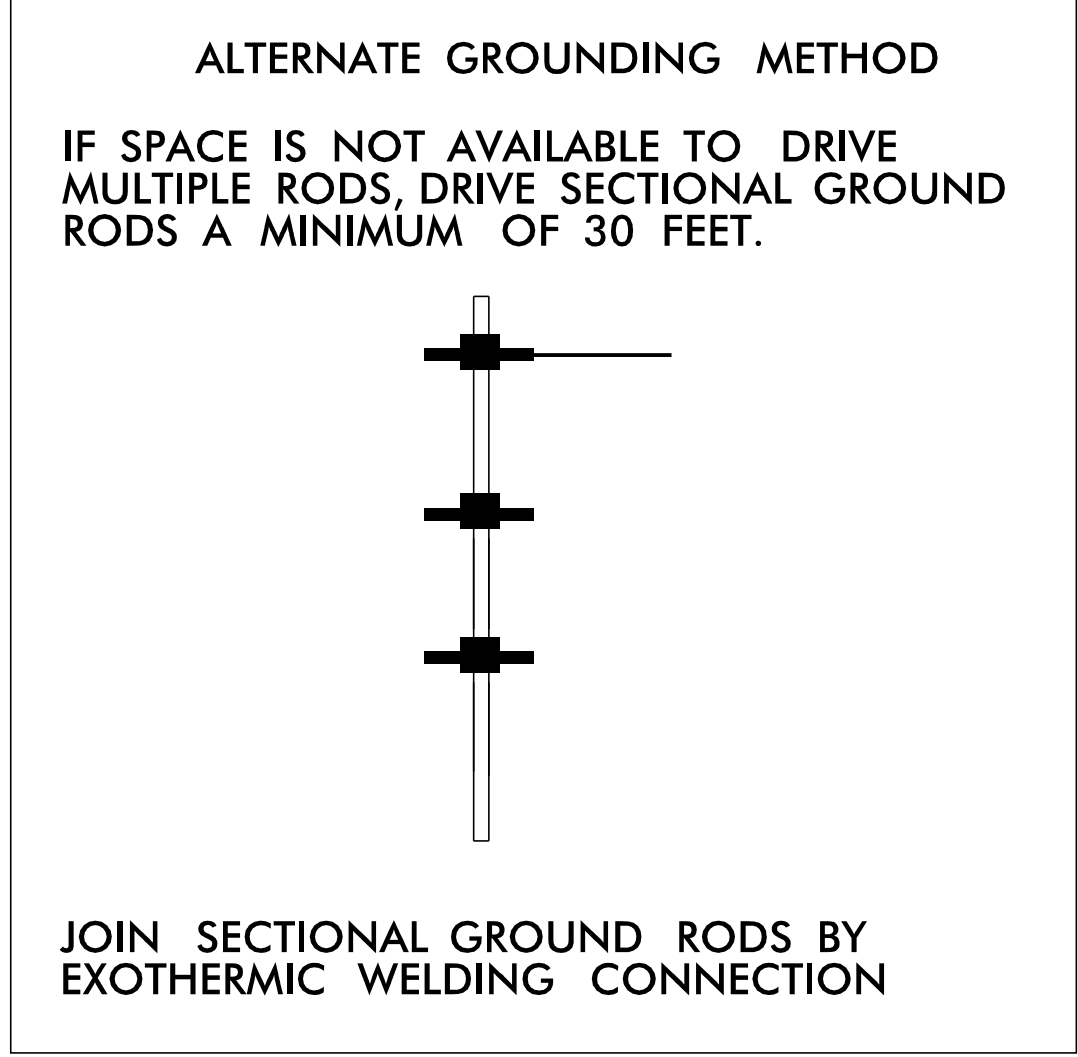 ALTERNATE GROUNDING METHOD
IF SPACE IS NOT AVAILABLE TO DRIVE
MULTIPLE RODS, DRIVE SECTIONAL GROUND
RODS A MINIMUM OF 30 FEET.
JOIN SECTIONAL GROUND RODS BY
EXOTHERMIC WELDING CONNECTION